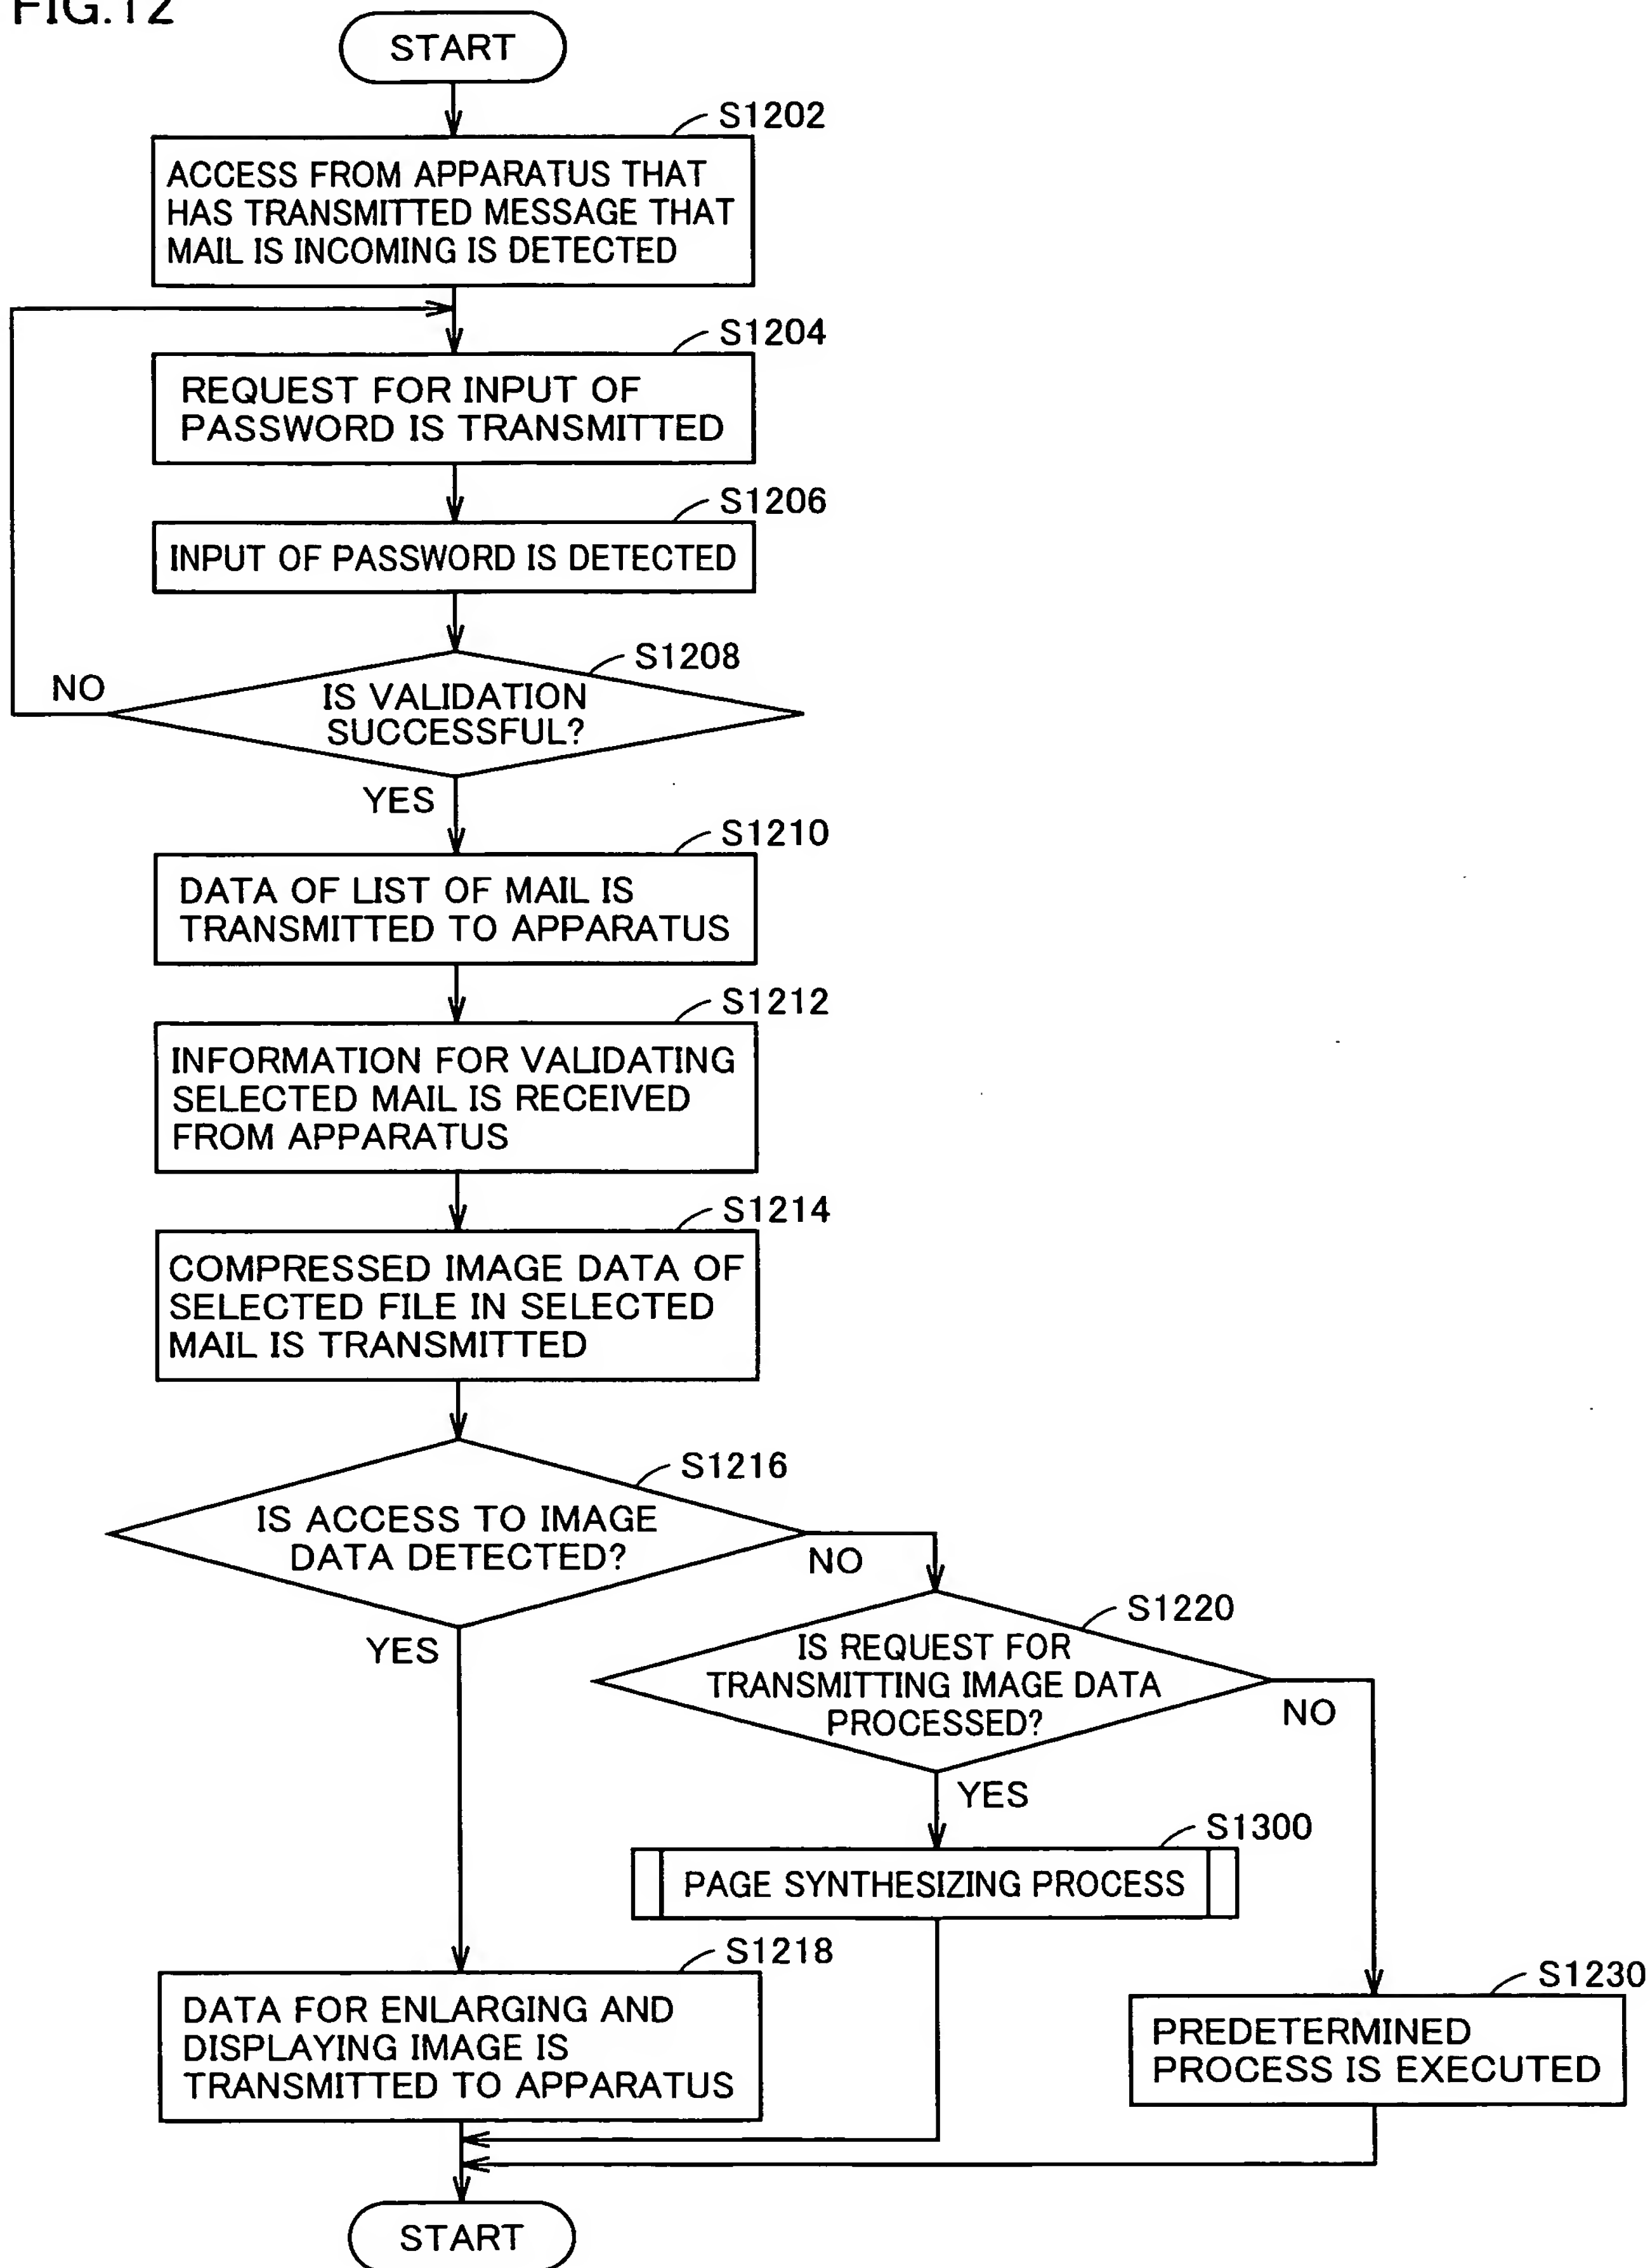 FIG.12
START
S1202
ACCESS FROM APPARATUS THAT
HAS TRANSMITTED MESSAGE THAT
MAIL IS INCOMING IS DETECTED
S1204
REQUEST FOR INPUT OF
PASSWORD IS TRANSMITTED
S1206
INPUT OF PASSWORD IS DETECTED
S1208
NO
IS VALIDATION
SUCCESSFUL?
YES
S1210
DATA OF LIST OF MAIL IS
TRANSMITTED TO APPARATUS
S1212
INFORMATION FOR VALIDATING
SELECTED MAIL IS RECEIVED
FROM APPARATUS
S1214
COMPRESSED IMAGE DATA OF
SELECTED FILE IN SELECTED
MAIL IS TRANSMITTED
S1216
IS ACCESS TO IMAGE
DATA DETECTED?
NO
YES
S1220
IS REQUEST FOR
TRANSMITTING IMAGE DATA
PROCESSED?
NO
YES
S1300
PAGE SYNTHESIZING PROCESS
S1218
DATA FOR ENLARGING AND
DISPLAYING IMAGE IS
TRANSMITTED TO APPARATUS
S1230
PREDETERMINED
PROCESS IS EXECUTED
START